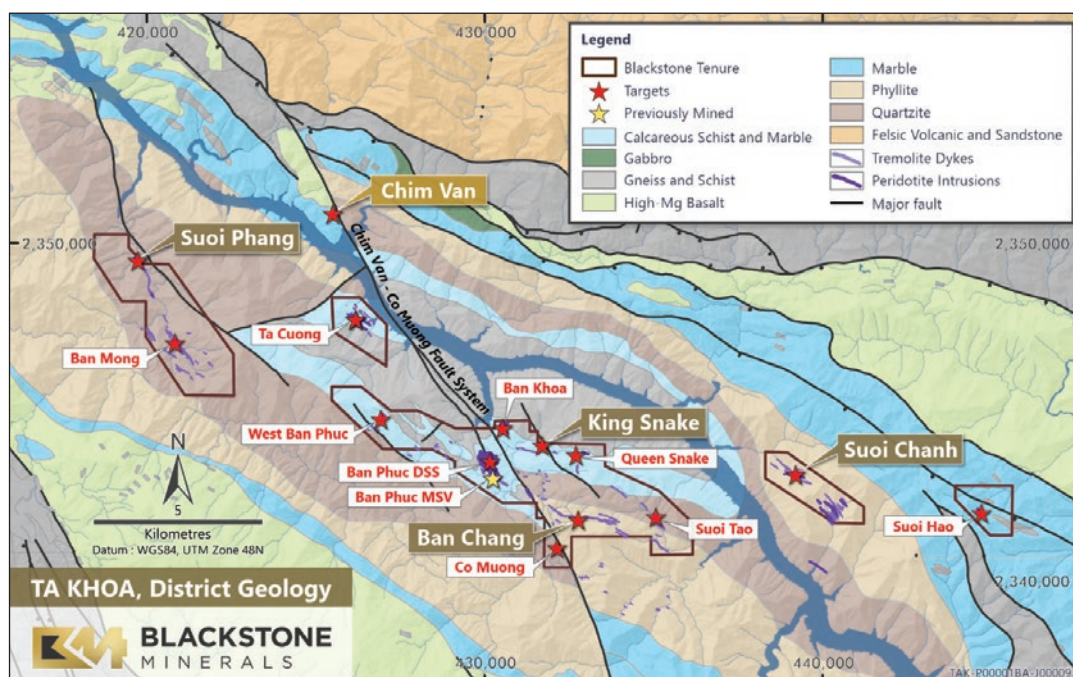 420,000
430,000
Legend
Blackstone Tenure
Targets
Previously Mined
Calcareous Schist and Marble
Gabbro
Gneiss and Schist
High-Mg Basalt
Marble
Phyllite
Quartzite
Felsic Volcanic and Sandstone
Tremolite Dykes
Peridotite Intrusions
Major fault
Chim Van
Suoi Phang
2,350,000
2,350,000
Chim Van - Co Muong Fault System
Ta Cuong
Ban Mong
Ban Khoa
West Ban Phuc
King Snake
Ban Phuc DSS
Queen Snake
Suoi Chanh
Ban Phuc MSV
N
5
Kilometres
Datum : WGS84, UTM Zone 48N
Ban Chang
Suoi Tao
Suoi Hao
Co Muong
2,340,000
TA KHOA, District Geology
BLACKSTONE
MINERALS
430,000
440,000
TAK-P00001BA-J00009